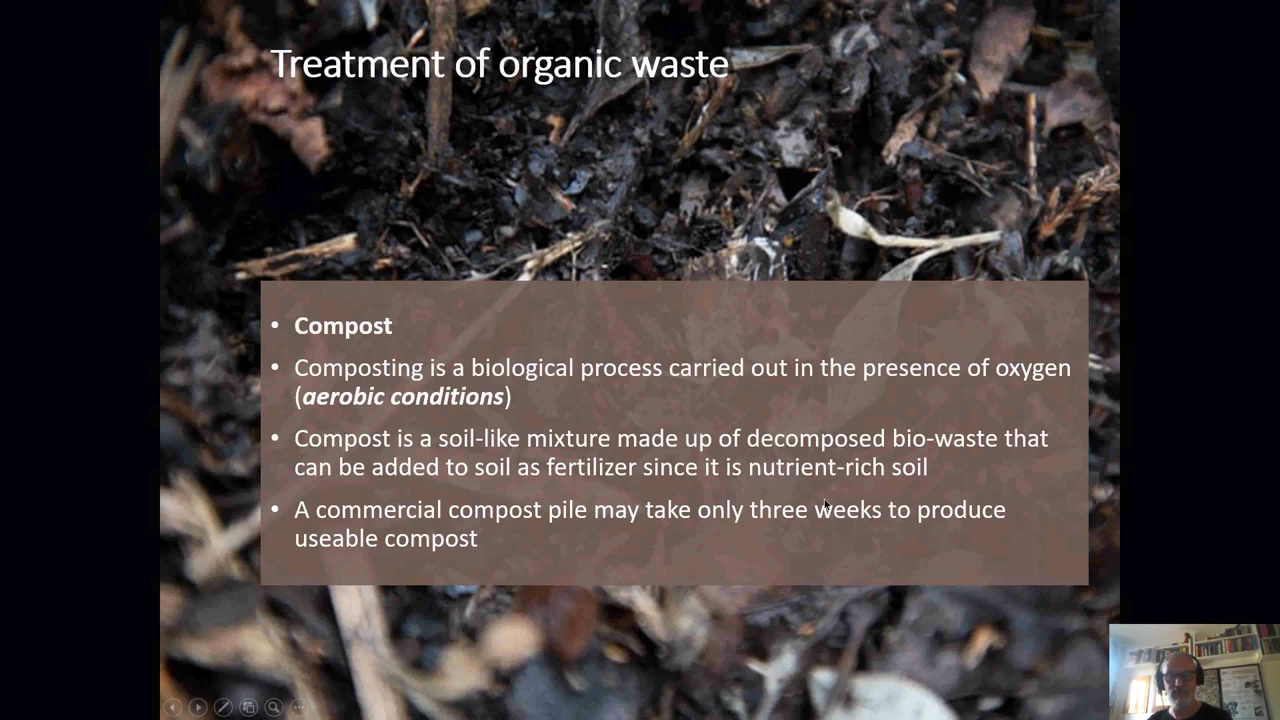 Treatment of organic waste
• Compost
• Composting is a biological process carried out in the presence of oxygen
(aerobic conditions)
• Compost is a soil-like mixture made up of decomposed bio-waste that
can be added to soil as fertilizer since it is nutrient-rich soil
• A commercial compost pile may take only three weeks to produce
useable compost